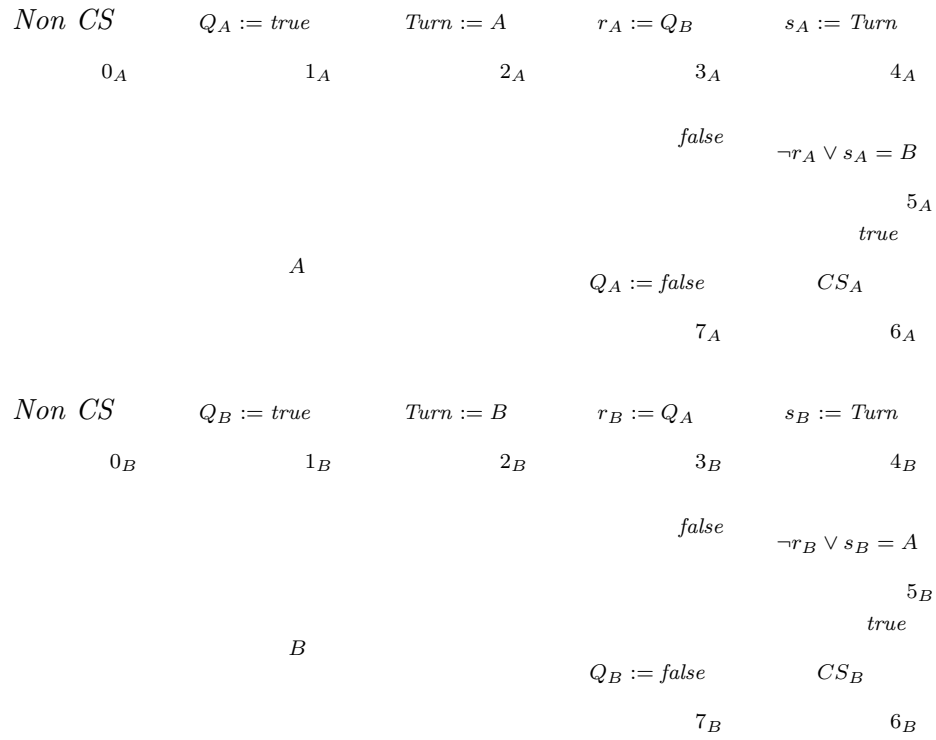 Non CS Q_A := true Turn := A r_A := Q_B s_A := Turn
0_A 1_A 2_A 3_A 4_A
false
¬r_A ∨ s_A = B
5_A
true
A
Q_A := false CS_A
7_A 6_A
Non CS Q_B := true Turn := B r_B := Q_A s_B := Turn
0_B 1_B 2_B 3_B 4_B
false
¬r_B ∨ s_B = A
5_B
true
B
Q_B := false CS_B
7_B 6_B